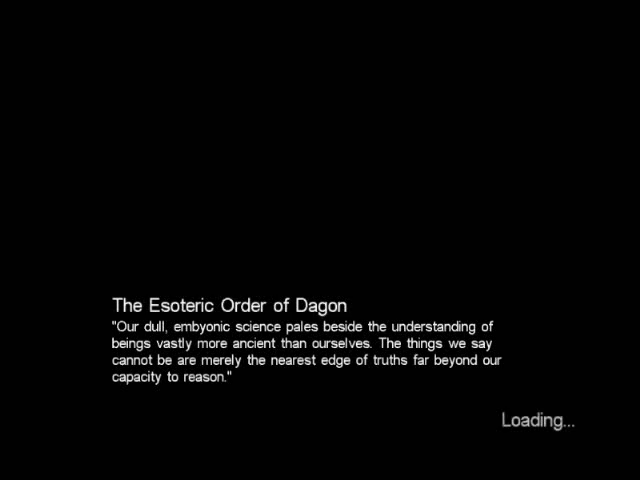 The Esoteric Order of Dagon
"Our dull, embyonic science pales beside the understanding of
beings vastly more ancient than ourselves. The things we say
cannot be are merely the nearest edge of truths far beyond our
capacity to reason."
Loading...